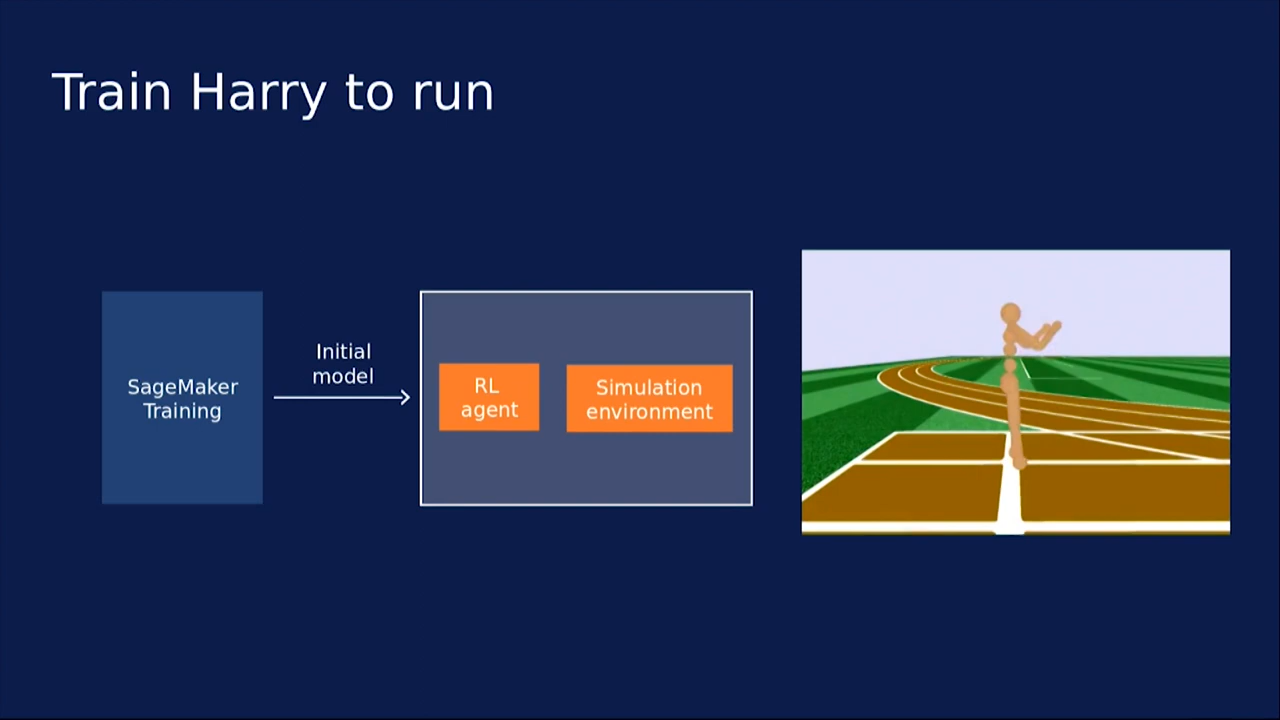 Train Harry to run
SageMaker
Training
Initial
model
RL
agent
Simulation
environment